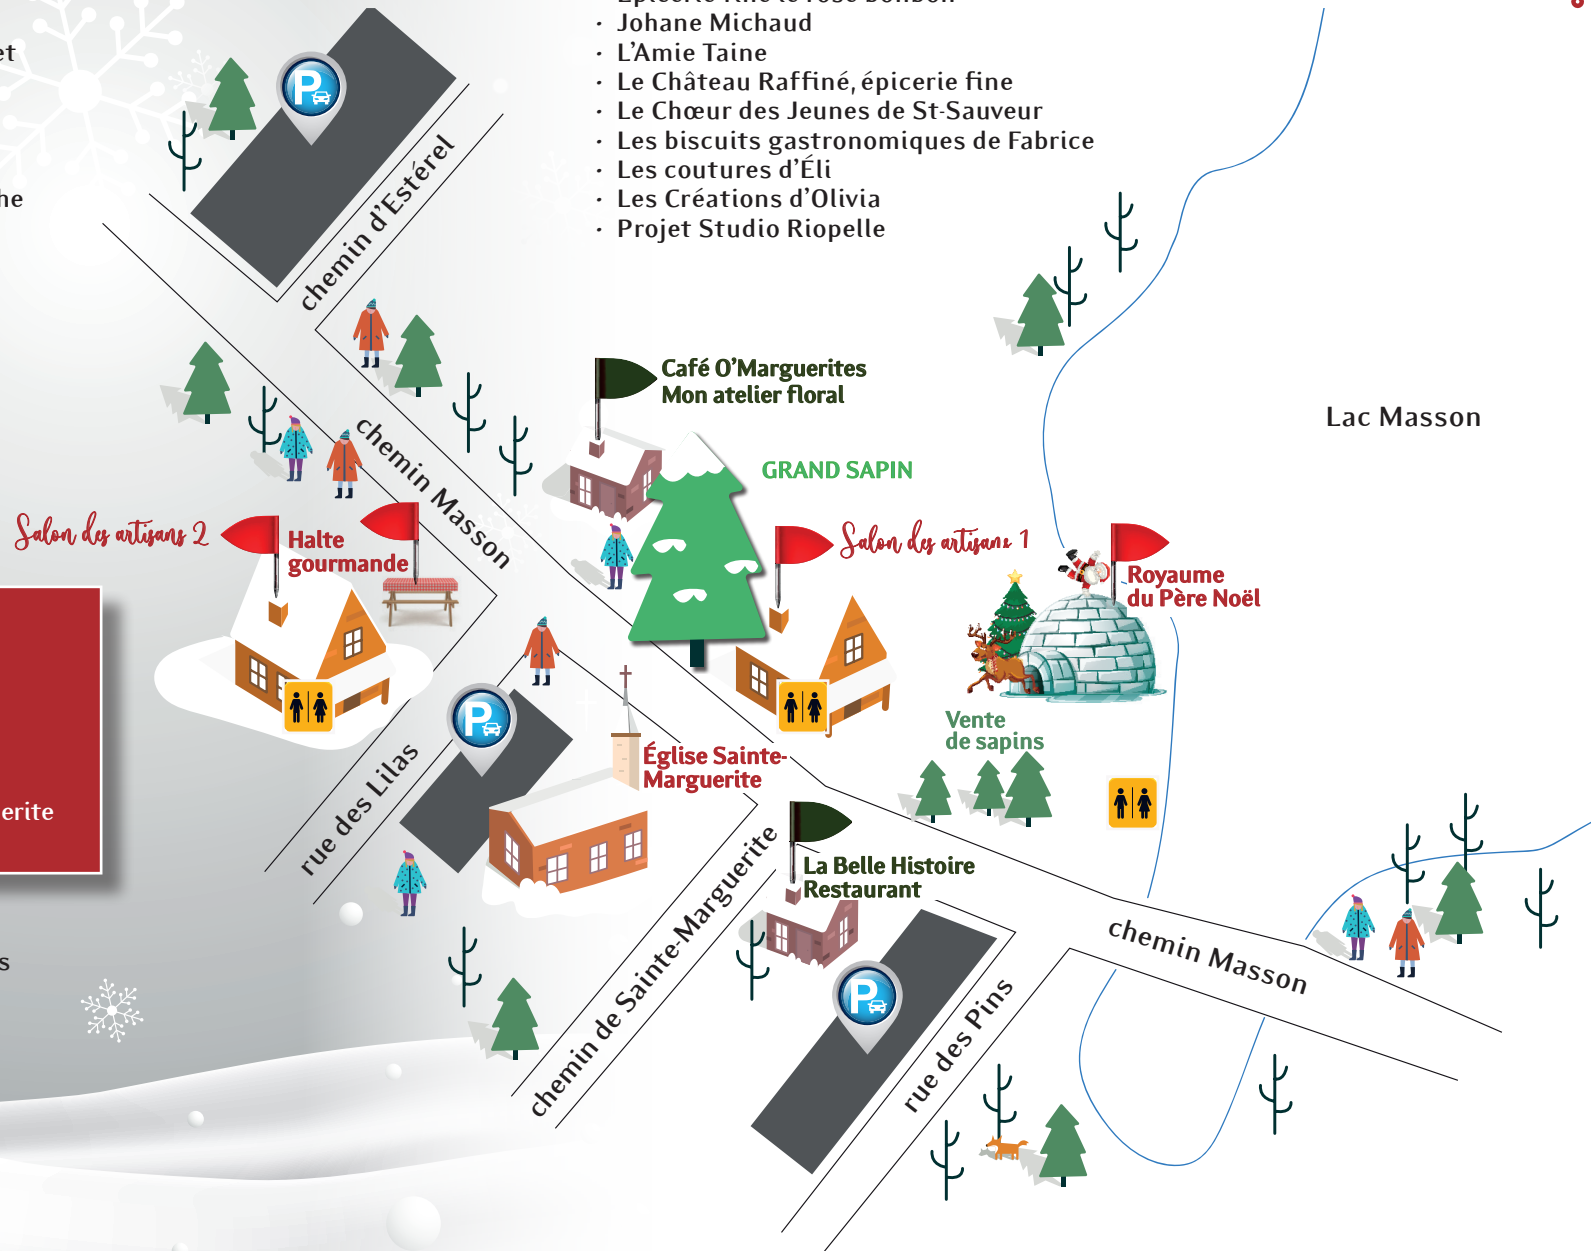 et
he
· Johane Michaud
· L'Amie Taine
· Le Château Raffiné, épicerie fine
· Le Chœur des Jeunes de St-Sauveur
· Les biscuits gastronomiques de Fabrice
· Les coutures d'Éli
· Les Créations d'Olivia
· Projet Studio Riopelle
P
chemin d'Estérel
Café O'Marguerites
Mon atelier floral
Lac Masson
chemin Masson
GRAND SAPIN
Salon des artisans 2
Halte
gourmande
Salon des artisans 1
Royaume
du Père Noël
P
Vente
de sapins
Église Sainte-
Marguerite
rue des Lilas
erite
La Belle Histoire
Restaurant
chemin de Sainte-Marguerite
chemin Masson
s
P
rue des Pins